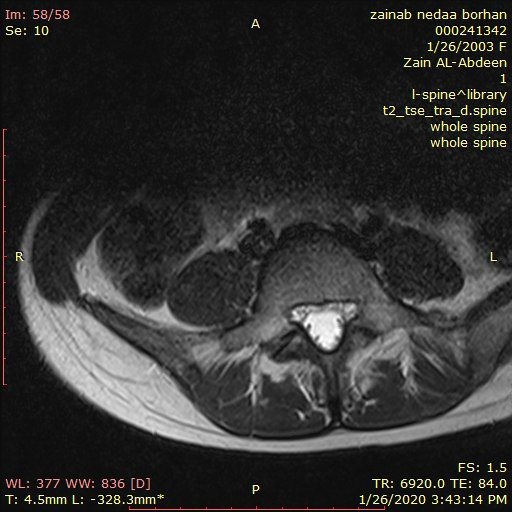 Im: 58/58
Se: 10
A
zainab nedaa borhan
000241342
1/26/2003 F
Zain AL-Abdeen
1
l-spine^library
t2_tse_tra_d.spine
whole spine
whole spine
R
L
WL: 377 WW: 836 [D]
T: 4.5mm L: -328.3mm*
P
FS: 1.5
TR: 6920.0 TE: 84.0
1/26/2020 3:43:14 PM